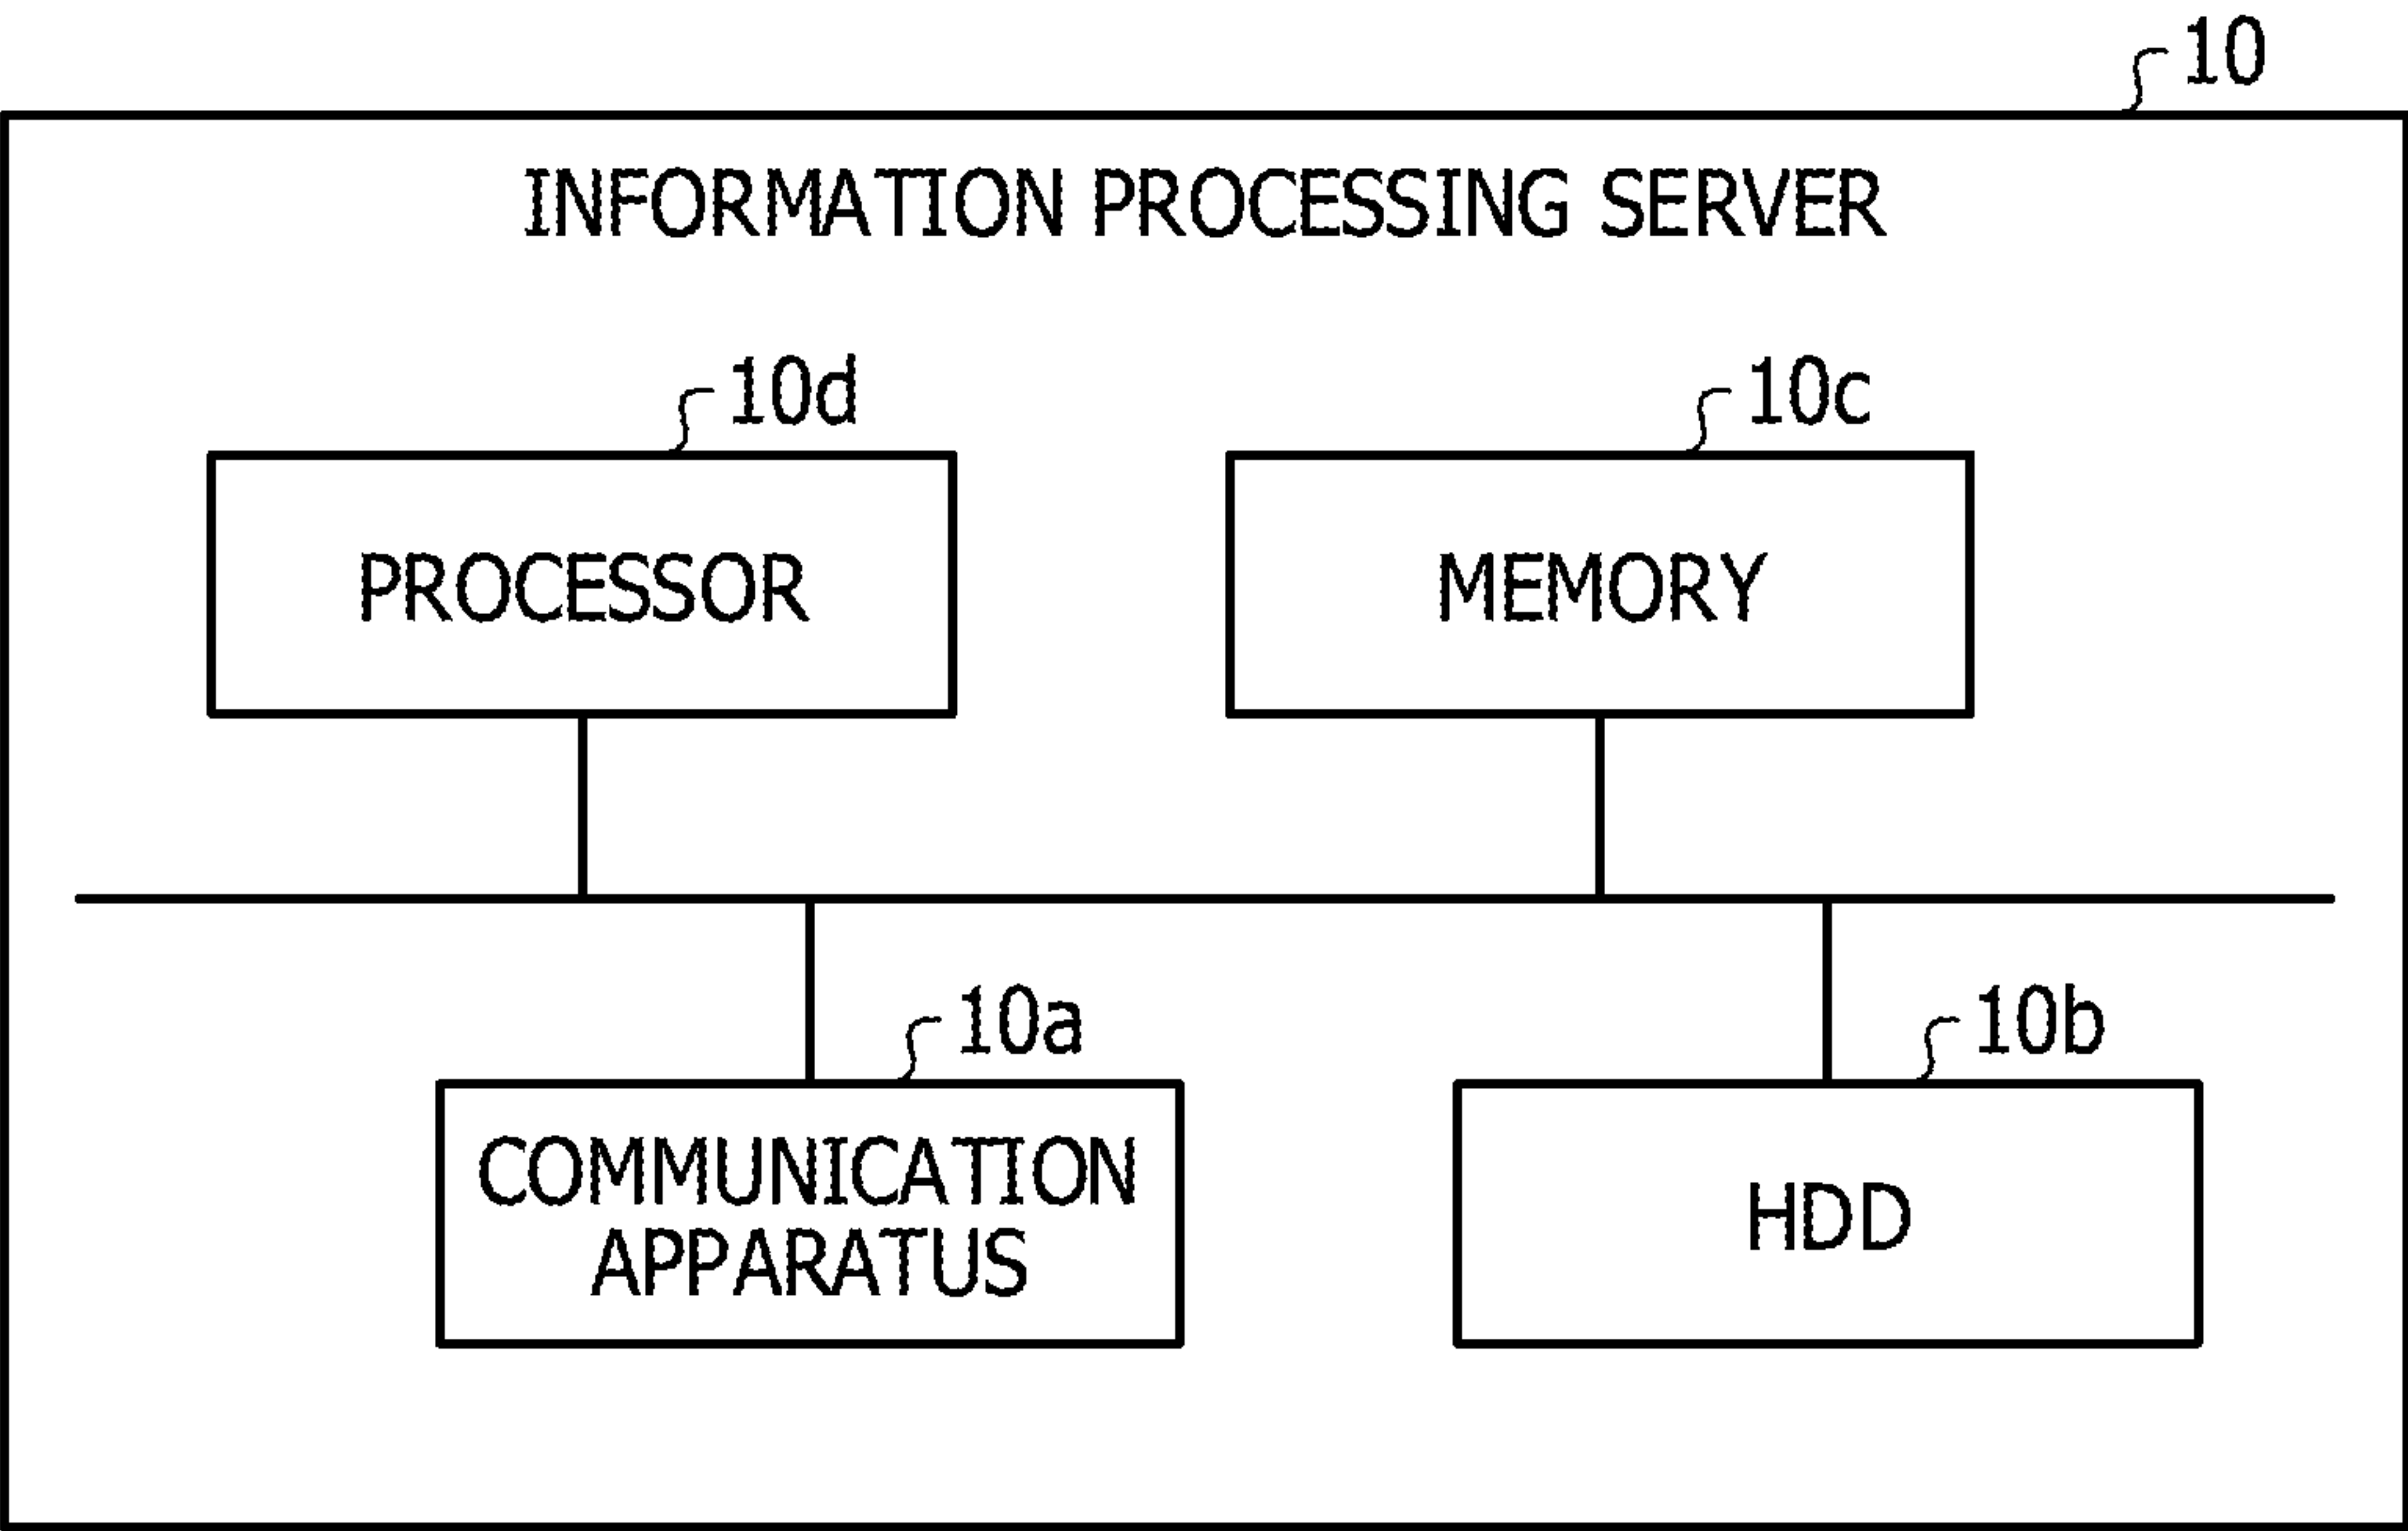 10
INFORMATION PROCESSING SERVER
10d
10c
PROCESSOR
MEMORY
10a
10b
COMMUNICATION
APPARATUS
HDD